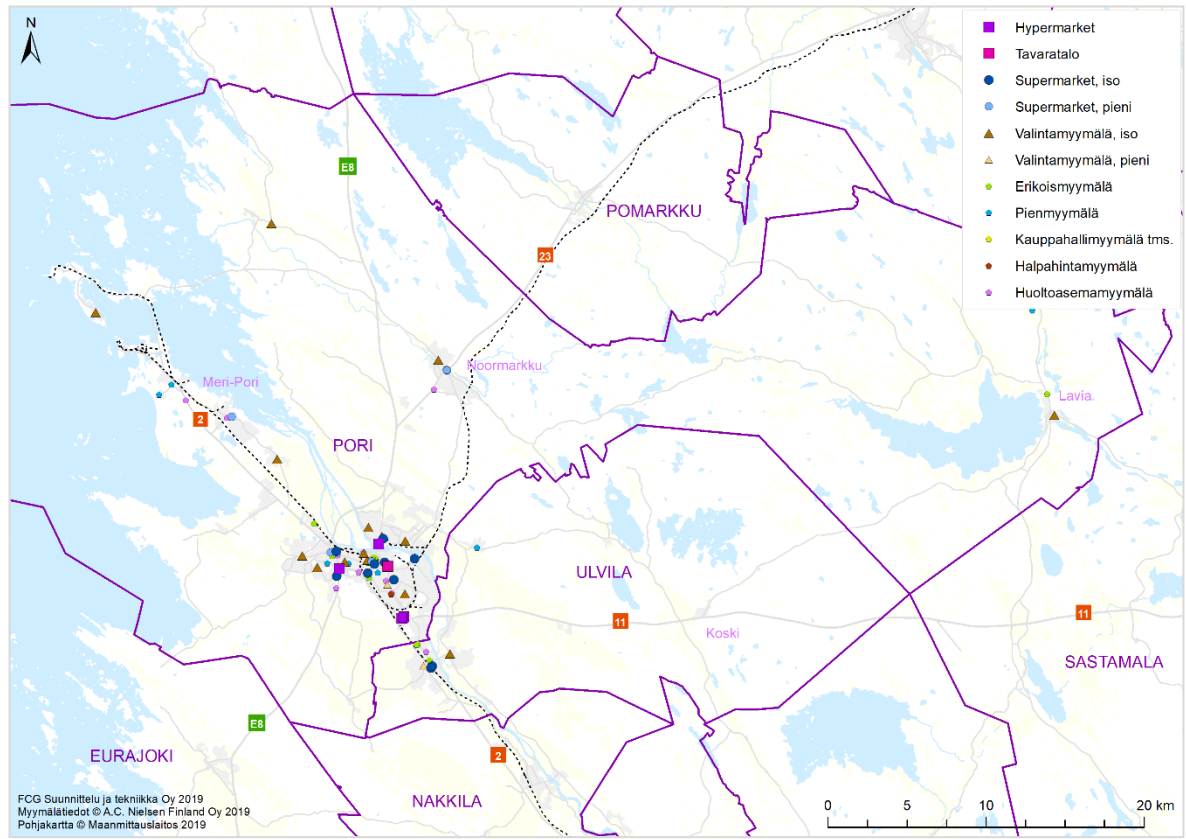 N
Hypermarket
Tavaratalo
Supermarket, iso
Supermarket, pieni
Valintamyymälä, iso
Valintamyymälä, pieni
Erikoismyymälä
Pienmyymälä
Kauppahallimyymälä tms.
Halpahintamyymälä
Huoltoasemamyymälä
E8
POMARKKU
23
Noormarkku
Meri-Pori
Lavia
2
PORI
ULVILA
11
11
Koski
SASTAMALA
E8
2
EURAJOKI
NAKKILA
FCG Suunnittelu ja tekniikka Oy 2019
Myymälätiedot © A.C. Nielsen Finland Oy 2019
Pohjakartta © Maanmittauslaitos 2019
0 5 10 20 km